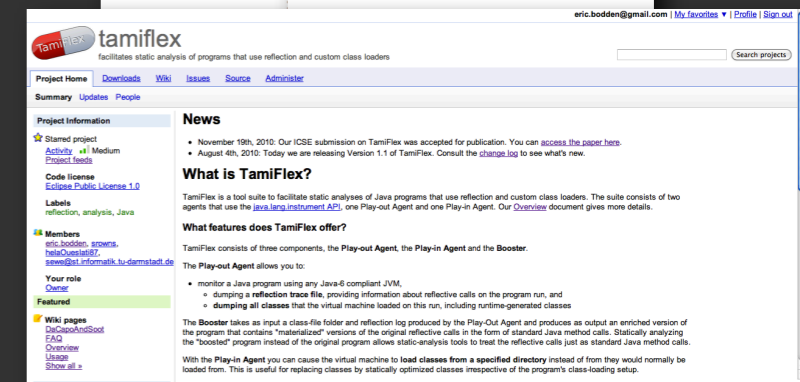 eric.bodden@gmail.com | My favorites ▼ | Profile | Sign out
TamiFlex
tamiflex
facilitates static analysis of programs that use reflection and custom class loaders
Search projects
Project Home Downloads Wiki Issues Source Administer
Summary Updates People
Project Information
Starred project
Activity Medium
Project feeds
Code license
Eclipse Public License 1.0
Labels
reflection, analysis, Java
Members
eric.bodden, srowns,
helaOueslati87,
sewe@st.informatik.tu-darmstadt.de
Your role
Owner
Featured
Wiki pages
DaCapoAndSoot
FAQ
Overview
Usage
Show all »
News
• November 19th, 2010: Our ICSE submission on TamiFlex was accepted for publication. You can access the paper here.
• August 4th, 2010: Today we are releasing Version 1.1 of TamiFlex. Consult the change log to see what's new.
What is TamiFlex?
TamiFlex is a tool suite to facilitate static analyses of Java programs that use reflection and custom class loaders. The suite consists of two
agents that use the java.lang.instrument API, one Play-out Agent and one Play-in Agent. Our Overview document gives more details.
What features does TamiFlex offer?
TamiFlex consists of three components, the Play-out Agent, the Play-in Agent and the Booster.
The Play-out Agent allows you to:
• monitor a Java program using any Java-6 compliant JVM,
○ dumping a reflection trace file, providing information about reflective calls on the program run, and
○ dumping all classes that the virtual machine loaded on this run, including runtime-generated classes
The Booster takes as input a class-file folder and reflection log produced by the Play-Out Agent and produces as output an enriched version of
the program that contains "materialized" versions of the original reflective calls in the form of standard Java method calls. Statically analyzing
the "boosted" program instead of the original program allows static-analysis tools to treat the reflective calls just as standard Java method calls.
With the Play-in Agent you can cause the virtual machine to load classes from a specified directory instead of from they would normally be
loaded from. This is useful for replacing classes by statically optimized classes irrespective of the program's class-loading setup.